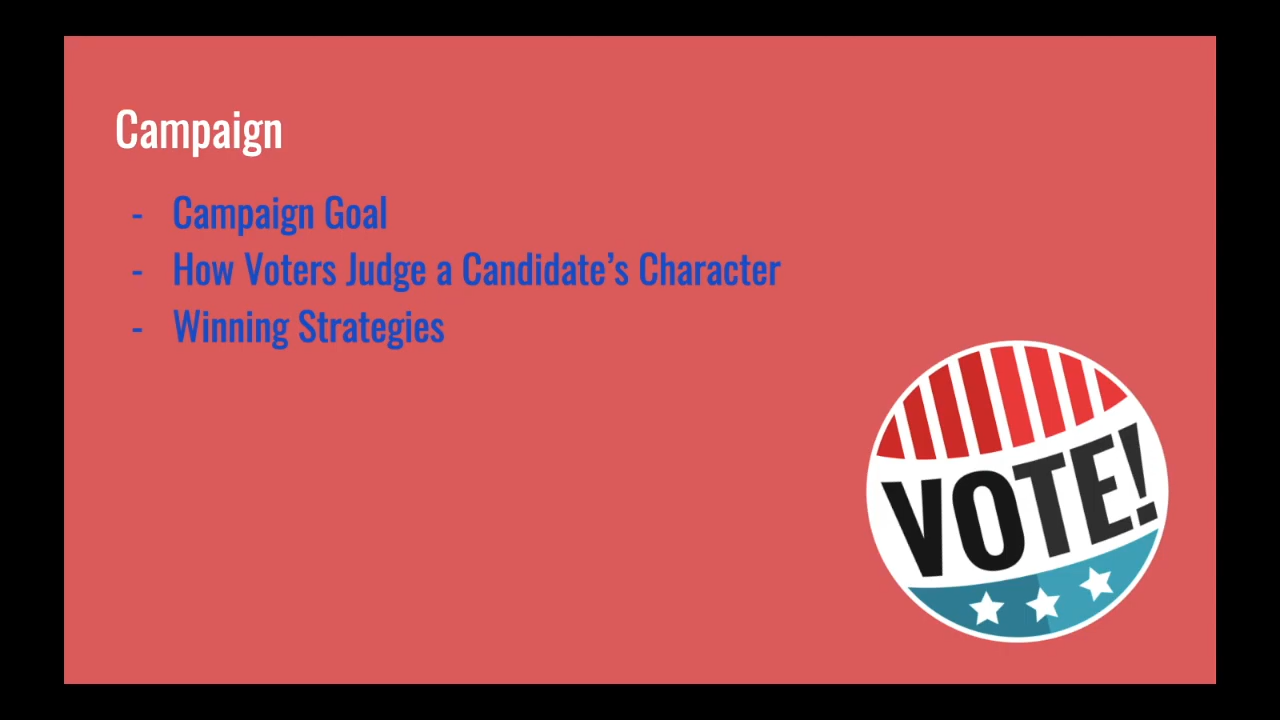 Campaign
- Campaign Goal
- How Voters Judge a Candidate’s Character
- Winning Strategies
VOTE!